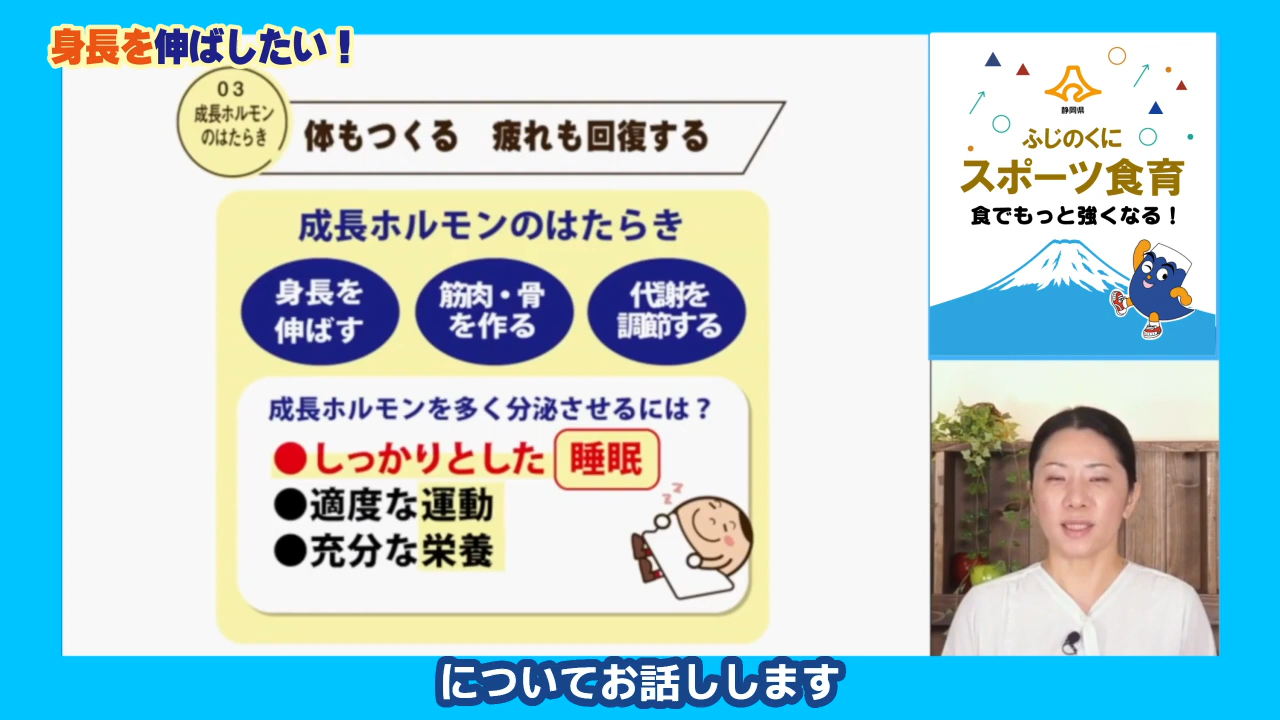 身長を伸ばしたい！
03
成長ホルモン
のはたらき
体もつくる　疲れも回復する
成長ホルモンのはたらき
身長を
伸ばす
筋肉・骨
を作る
代謝を
調節する
成長ホルモンを多く分泌させるには？
●しっかりとした 睡眠
●適度な運動
●充分な栄養
zzz
静岡県
ふじのくに
スポーツ食育
食でもっと強くなる！
についてお話しします